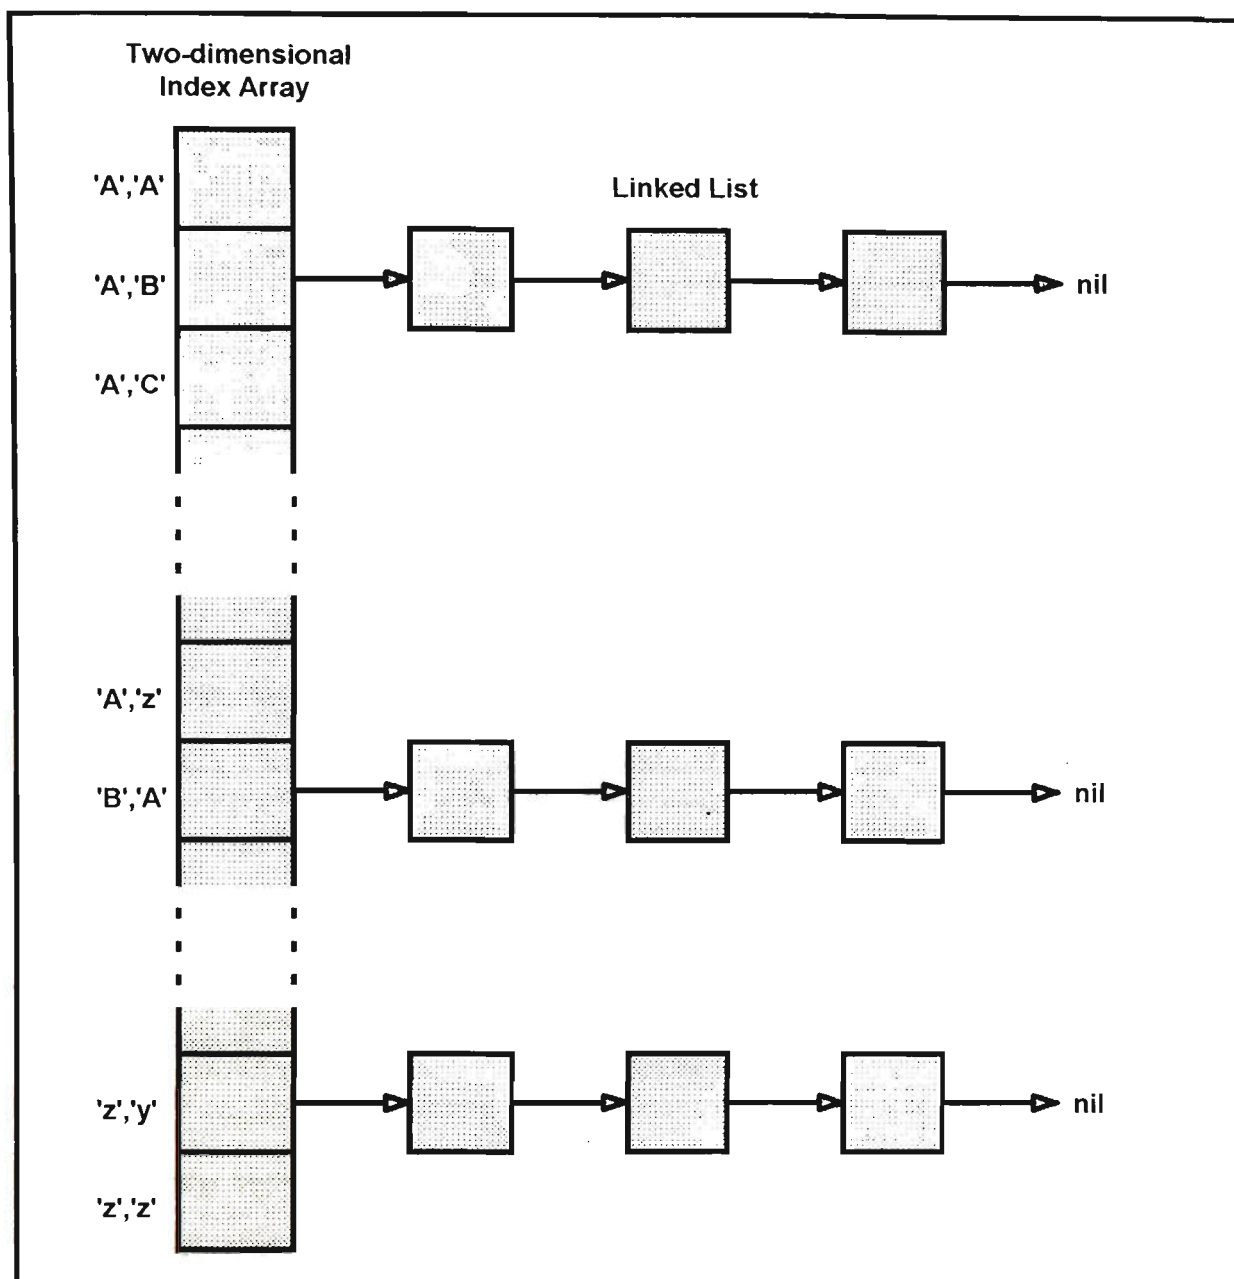 Two-dimensional
Index Array
'A','A'
Linked List
'A','B'
nil
'A','C'
'A','z'
'B','A'
nil
'z','y'
nil
'z','z'